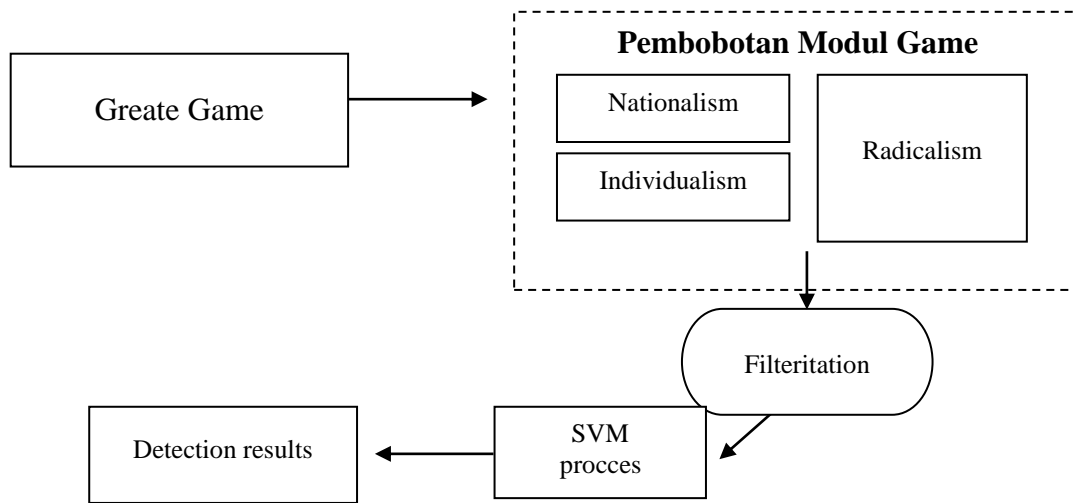 Greate Game
Pembobotan Modul Game
Nationalism
Individualism
Radicalism
Filteritation
SVM
procces
Detection results